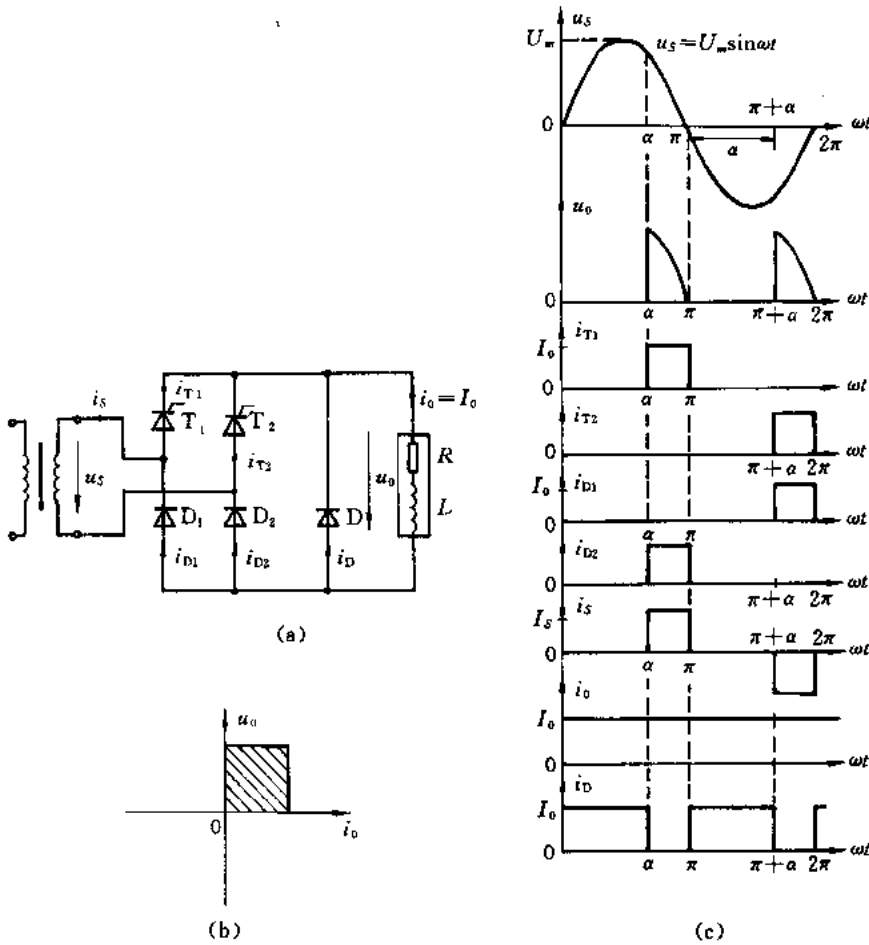 i_S
u_S
i_T1
T_1
T_2
i_T2
D_1
D_2
D
i_D1
i_D2
i_D
u_0
i_0=I_0
R
L
(a)
u_0
0
i_0
(b)
u_S
U_m
u_S=U_m sinωt
π+α
0
α
π
α
ωt
2π
u_0
0
α
π
π+α
2π
ωt
i_T1
I_0
0
α
π
ωt
i_T2
0
π+α
2π
ωt
i_D1
I_0
0
α
π
ωt
i_D2
0
π+α
2π
ωt
i_S
I_S
π+α
2π
0
α
π
ωt
i_0
I_0
0
ωt
i_D
I_0
0
α
π
π+α
2π
ωt
(c)